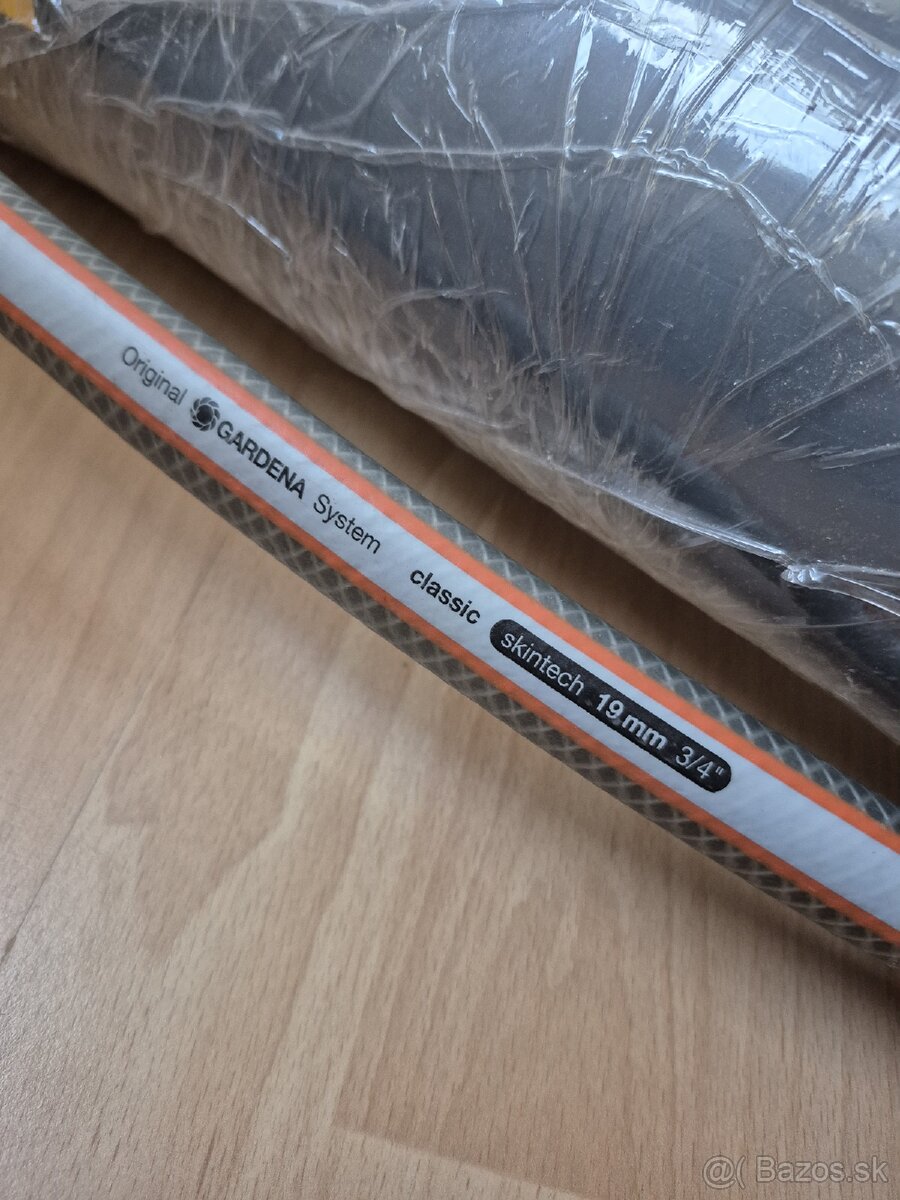 Original GARDENA System classic skintech 19 mm 3/4"
@( Bazos.sk